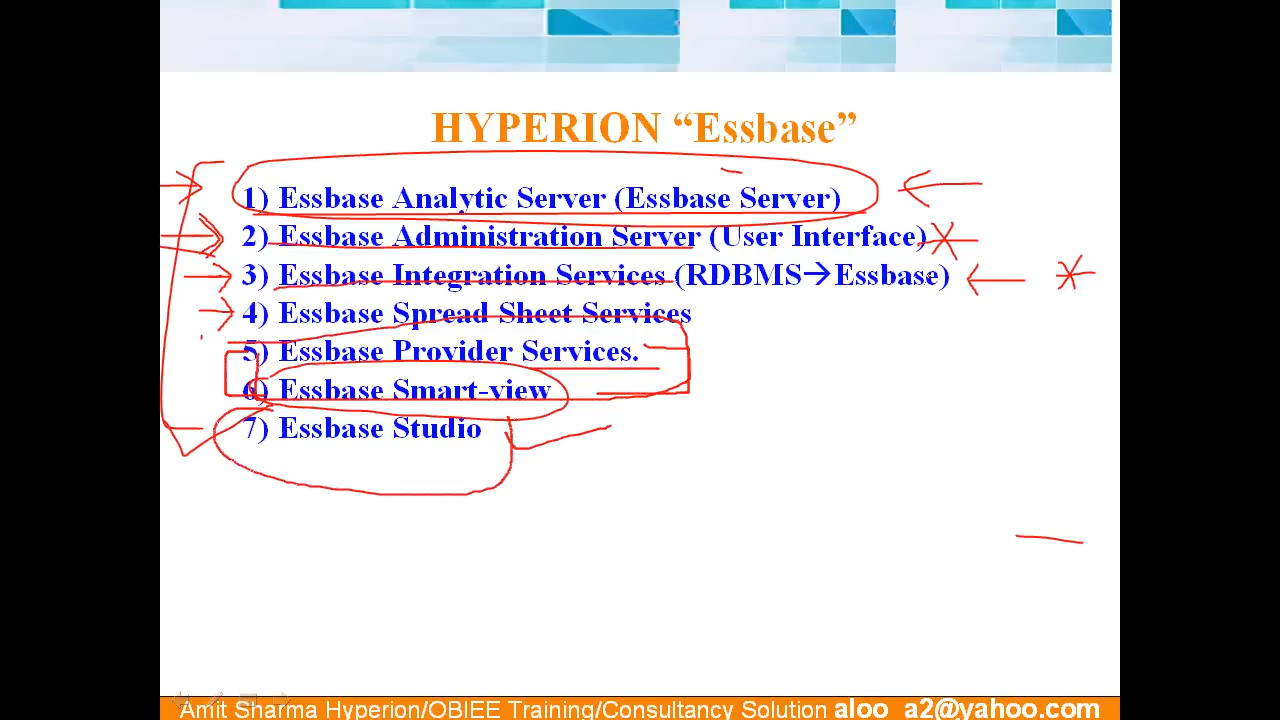 HYPERION “Essbase”
1) Essbase Analytic Server (Essbase Server)
2) Essbase Administration Server (User Interface)
3) Essbase Integration Services (RDBMS→Essbase)
4) Essbase Spread Sheet Services
5) Essbase Provider Services.
6) Essbase Smart-view
7) Essbase Studio
Amit Sharma Hyperion/OBIEE Training/Consultancy Solution aloo_a2@yahoo.com